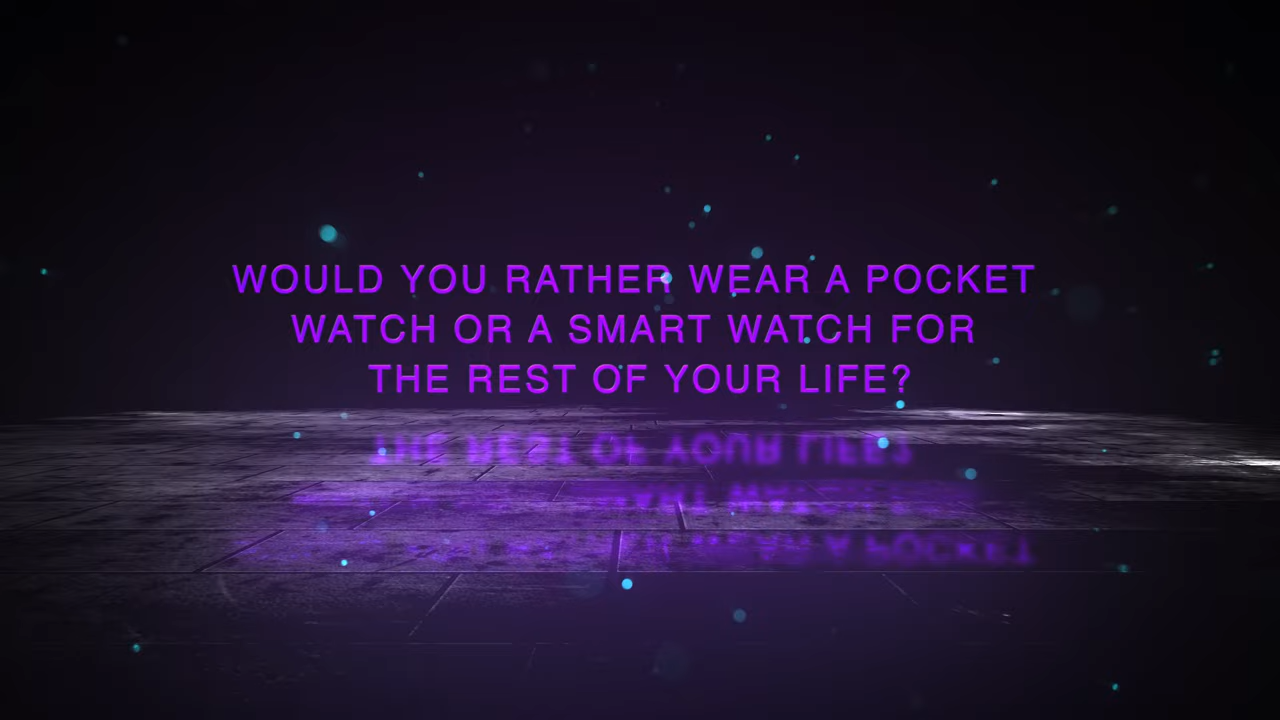 WOULD YOU RATHER WEAR A POCKET
WATCH OR A SMART WATCH FOR
THE REST OF YOUR LIFE?